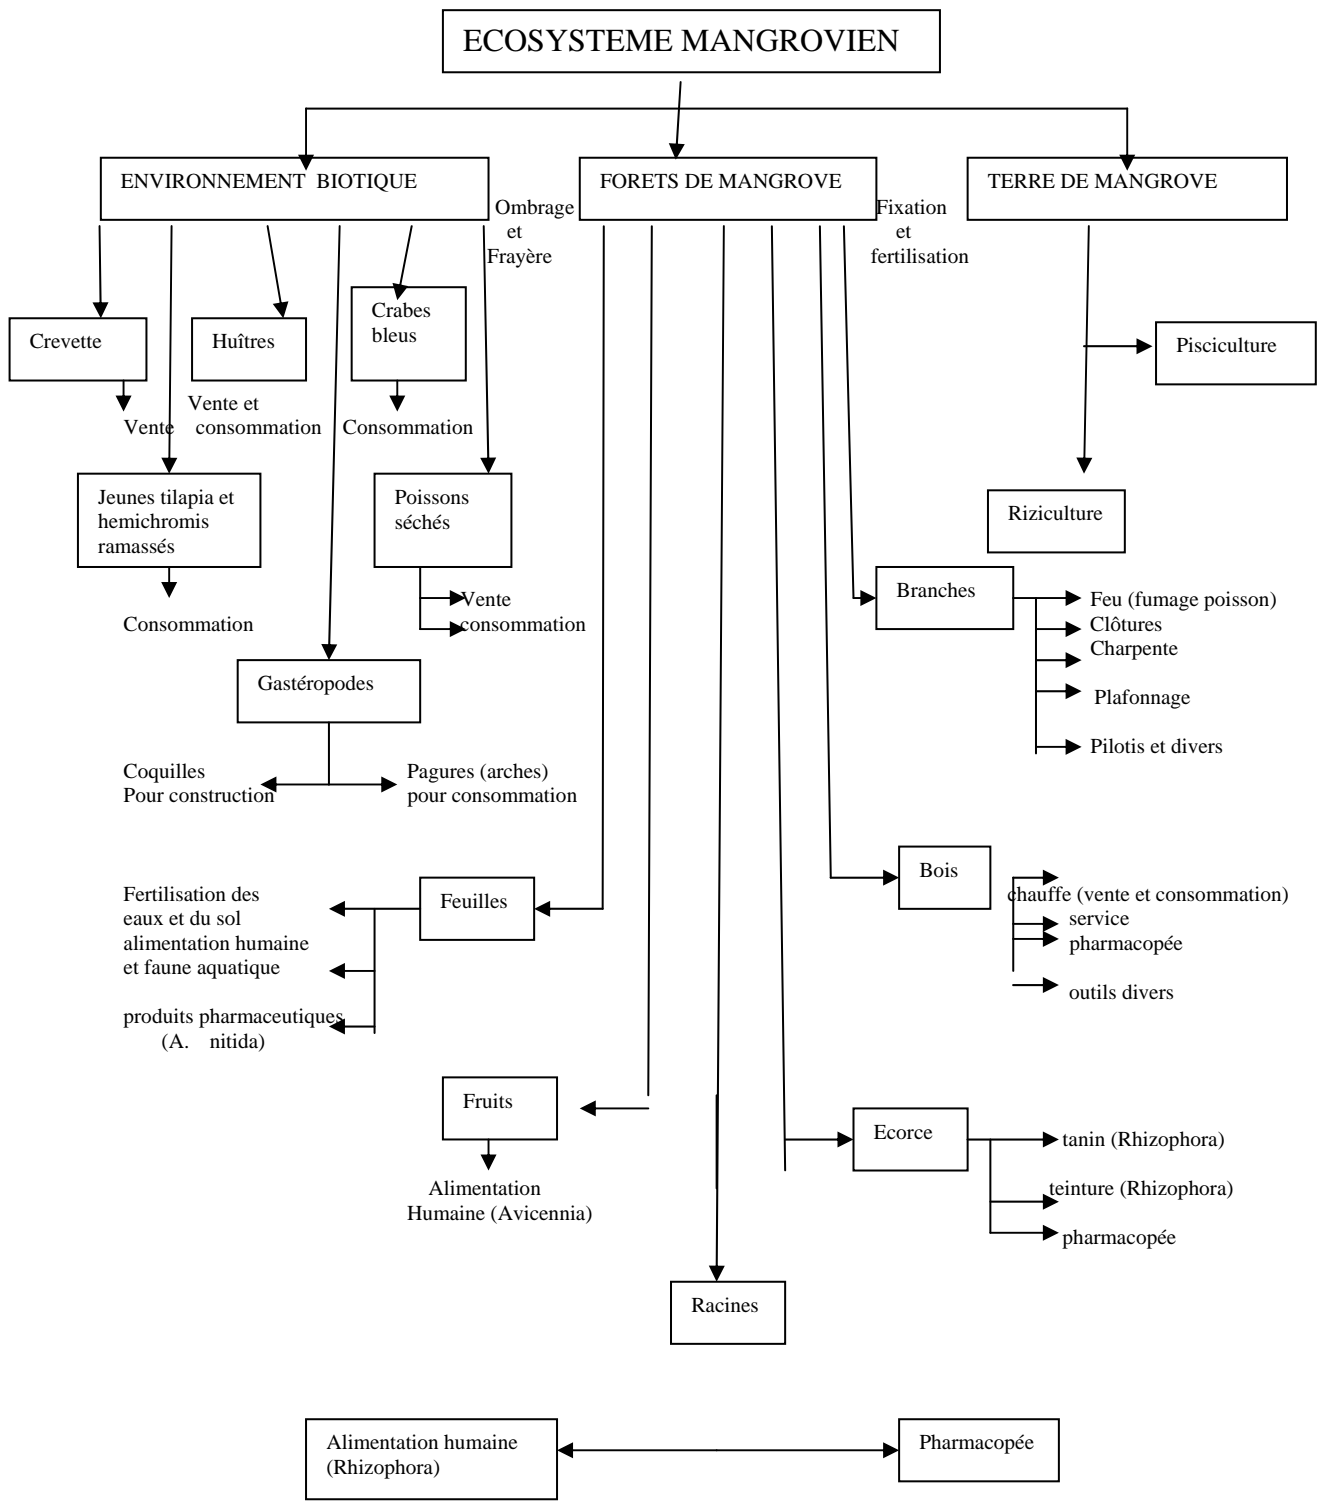 ECOSYSTEME MANGROVIEN
ENVIRONNEMENT BIOTIQUE
FORETS DE MANGROVE
TERRE DE MANGROVE
Ombrage
et
Frayère
Fixation
et
fertilisation
Crevette
Huîtres
Crabes
bleus
Pisciculture
Vente
Vente et
consommation
Consommation
Jeunes tilapia et
hemichromis
ramassés
Poissons
séchés
Riziculture
Consommation
Vente
consommation
Branches
Feu (fumage poisson)
Clôtures
Charpente
Plafonnage
Pilotis et divers
Gastéropodes
Coquilles
Pour construction
Pagures (arches)
pour consommation
Bois
chauffe (vente et consommation)
service
pharmacopée
outils divers
Feuilles
Fertilisation des
eaux et du sol
alimentation humaine
et faune aquatique
produits pharmaceutiques
(A. nitida)
Fruits
Alimentation
Humaine (Avicennia)
Ecorce
tanin (Rhizophora)
teinture (Rhizophora)
pharmacopée
Racines
Alimentation humaine
(Rhizophora)
Pharmacopée